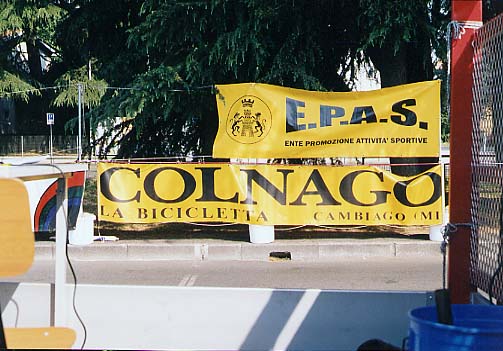 E.P.A.S.
ENTE PROMOZIONE ATTIVITA' SPORTIVE
COLNAGO
LA BICICLETTA CAMBIAGO (MI